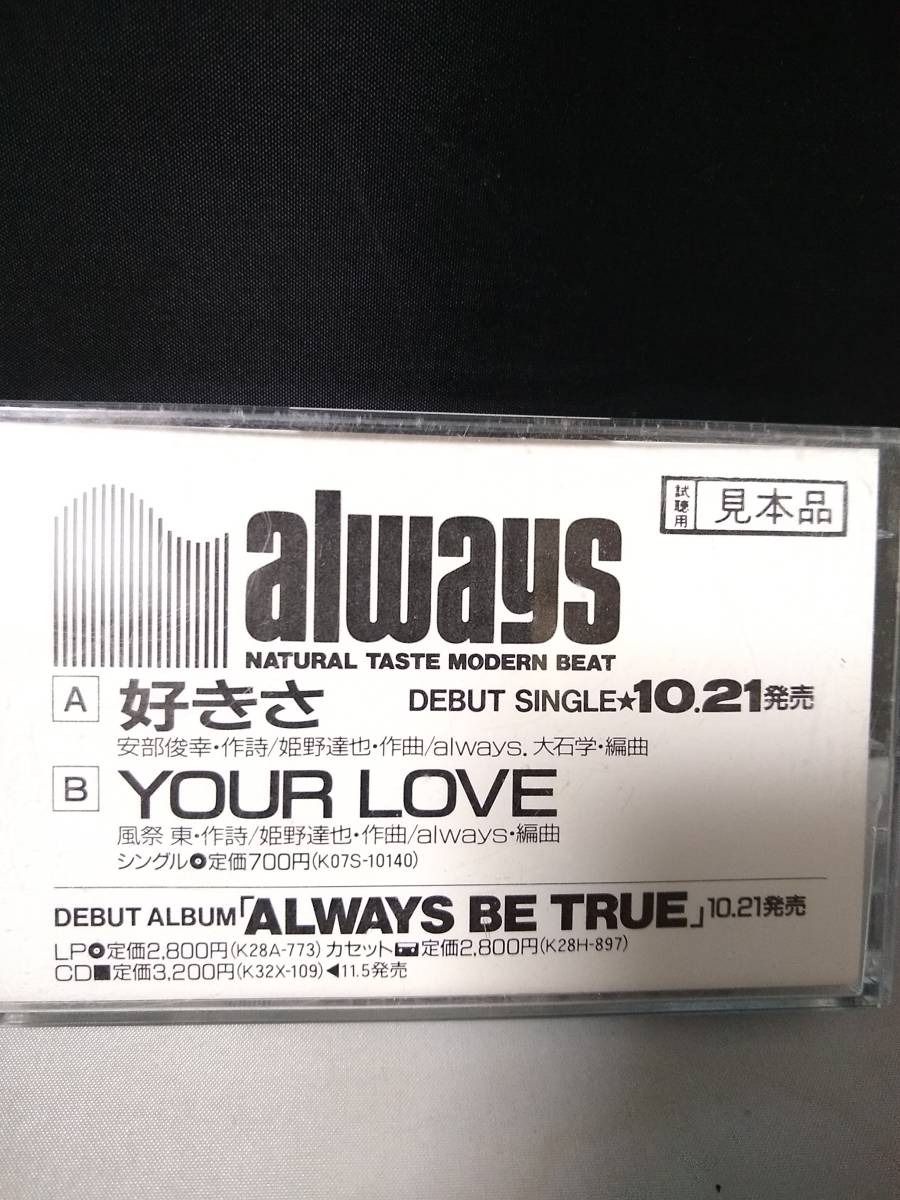 always
試聴用 見本品
NATURAL TASTE MODERN BEAT
A 好きさ DEBUT SINGLE★10.21発売
安部俊幸・作詩/姫野達也・作曲/always. 大石学・編曲
B YOUR LOVE
風祭 東・作詩/姫野達也・作曲/always・編曲
シングル定価700円(K07S-10140)
DEBUT ALBUM「ALWAYS BE TRUE」10.21発売
LP定価2,800円(K28A-773) カセット定価2,800円(K28H-897)
CD■定価3,200円(K32X-109)◀11.5発売